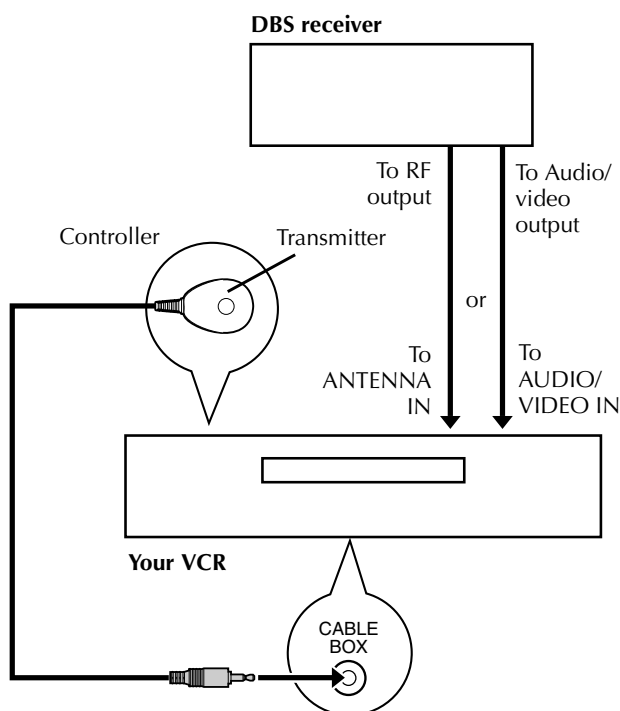 DBS receiver
To RF
output
To Audio/
video
output
Controller
Transmitter
or
To
ANTENNA
IN
To
AUDIO/
VIDEO IN
Your VCR
CABLE
BOX